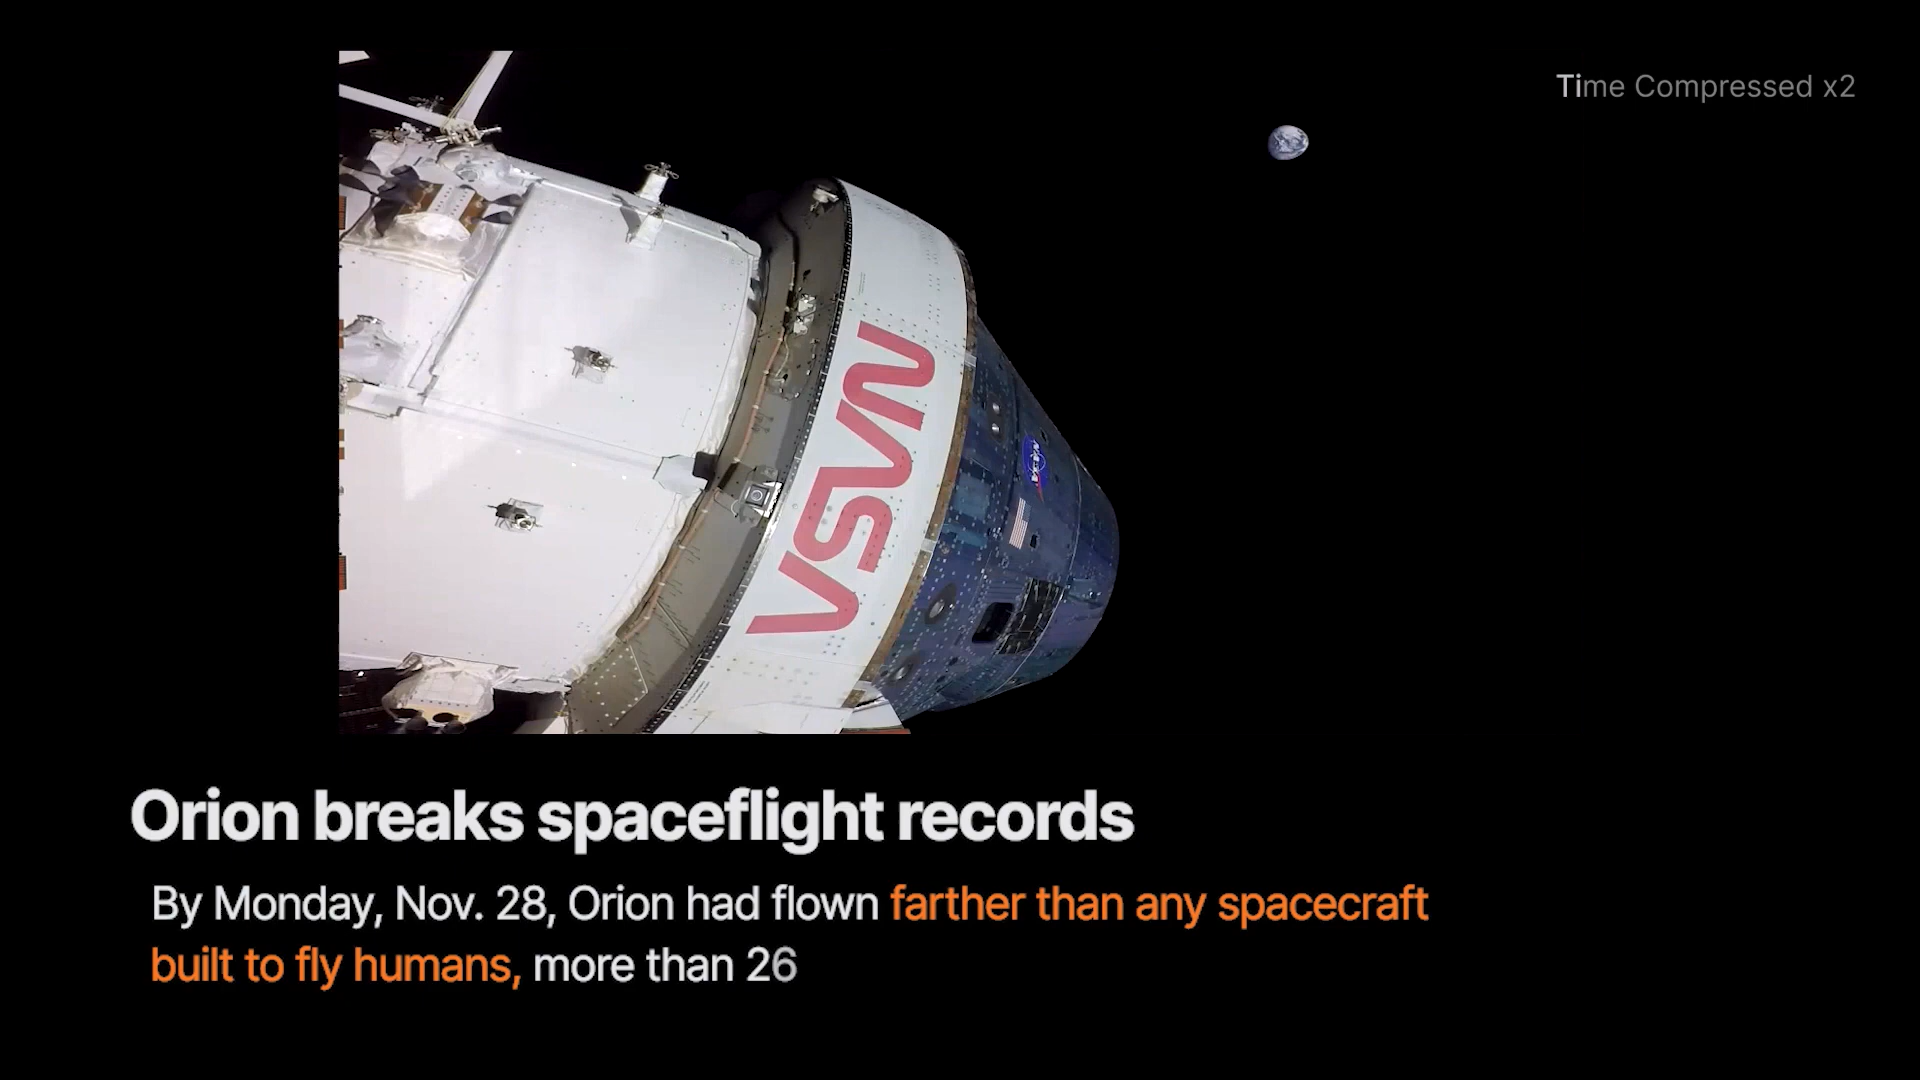 Time Compressed x2
NASA
NASA
Orion breaks spaceflight records
By Monday, Nov. 28, Orion had flown farther than any spacecraft
built to fly humans, more than 26